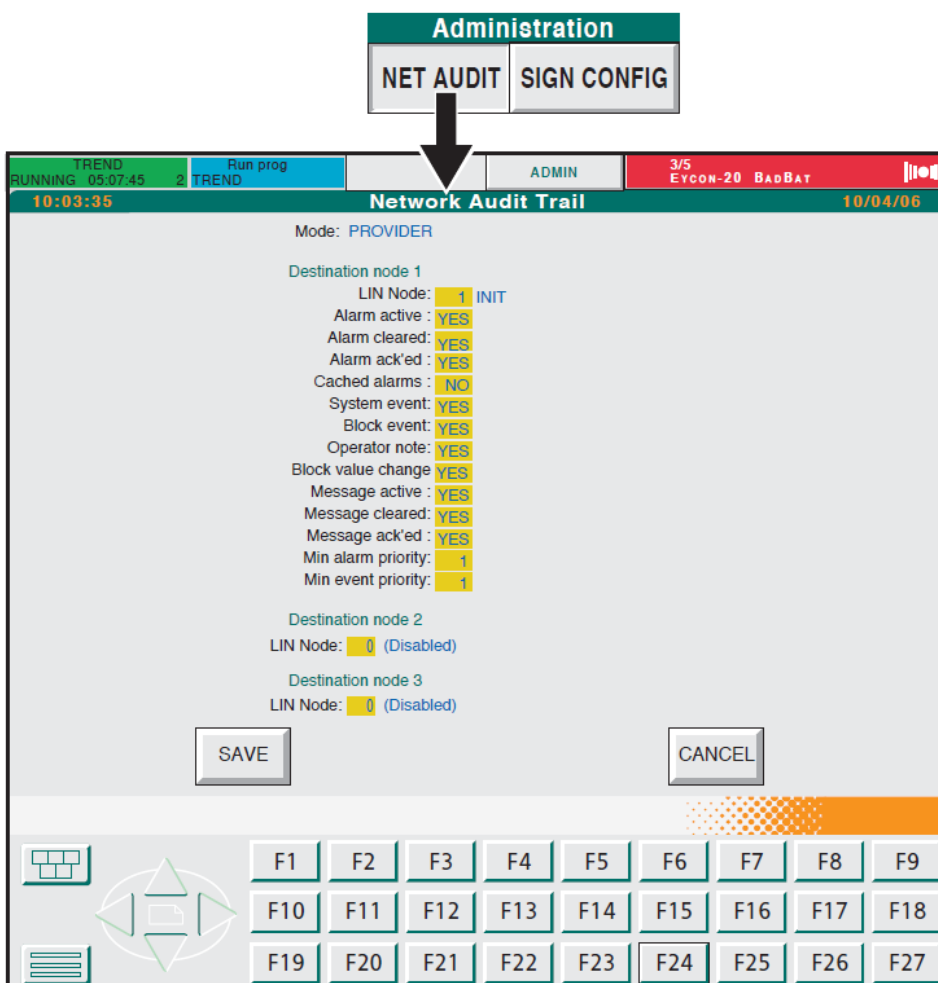 Administration
NET AUDIT SIGN CONFIG
TREND Run prog 3/5
RUNNING 05:07:45 2 TREND ADMIN EYCON-20 BADBAT
10:03:35 Network Audit Trail 10/04/06
Mode: PROVIDER
Destination node 1
LIN Node: 1 INIT
Alarm active : YES
Alarm cleared: YES
Alarm ack'ed : YES
Cached alarms : NO
System event: YES
Block event: YES
Operator note: YES
Block value change YES
Message active : YES
Message cleared: YES
Message ack'ed : YES
Min alarm priority: 1
Min event priority: 1
Destination node 2
LIN Node: 0 (Disabled)
Destination node 3
LIN Node: 0 (Disabled)
SAVE CANCEL
F1 F2 F3 F4 F5 F6 F7 F8 F9
F10 F11 F12 F13 F14 F15 F16 F17 F18
F19 F20 F21 F22 F23 F24 F25 F26 F27